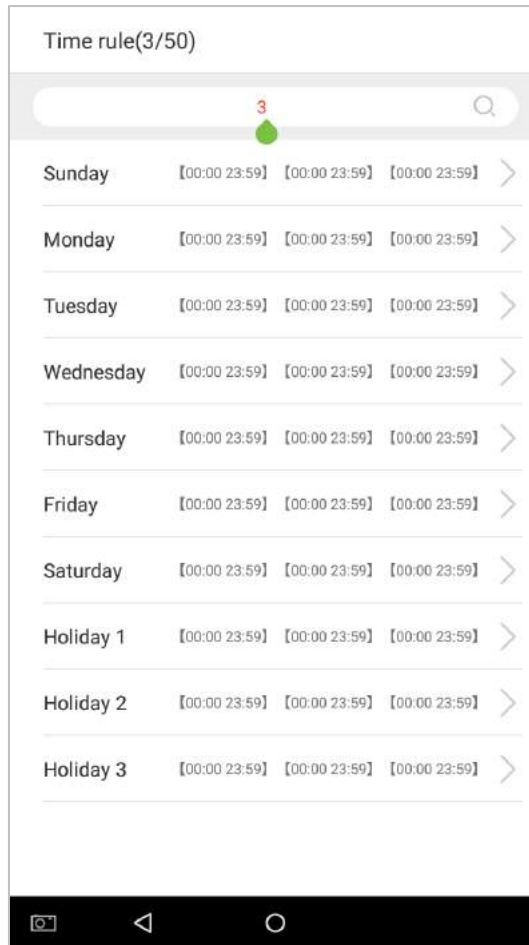 Time rule(3/50)
3
Sunday 【00:00 23:59】 【00:00 23:59】 【00:00 23:59】
Monday 【00:00 23:59】 【00:00 23:59】 【00:00 23:59】
Tuesday 【00:00 23:59】 【00:00 23:59】 【00:00 23:59】
Wednesday 【00:00 23:59】 【00:00 23:59】 【00:00 23:59】
Thursday 【00:00 23:59】 【00:00 23:59】 【00:00 23:59】
Friday 【00:00 23:59】 【00:00 23:59】 【00:00 23:59】
Saturday 【00:00 23:59】 【00:00 23:59】 【00:00 23:59】
Holiday 1 【00:00 23:59】 【00:00 23:59】 【00:00 23:59】
Holiday 2 【00:00 23:59】 【00:00 23:59】 【00:00 23:59】
Holiday 3 【00:00 23:59】 【00:00 23:59】 【00:00 23:59】